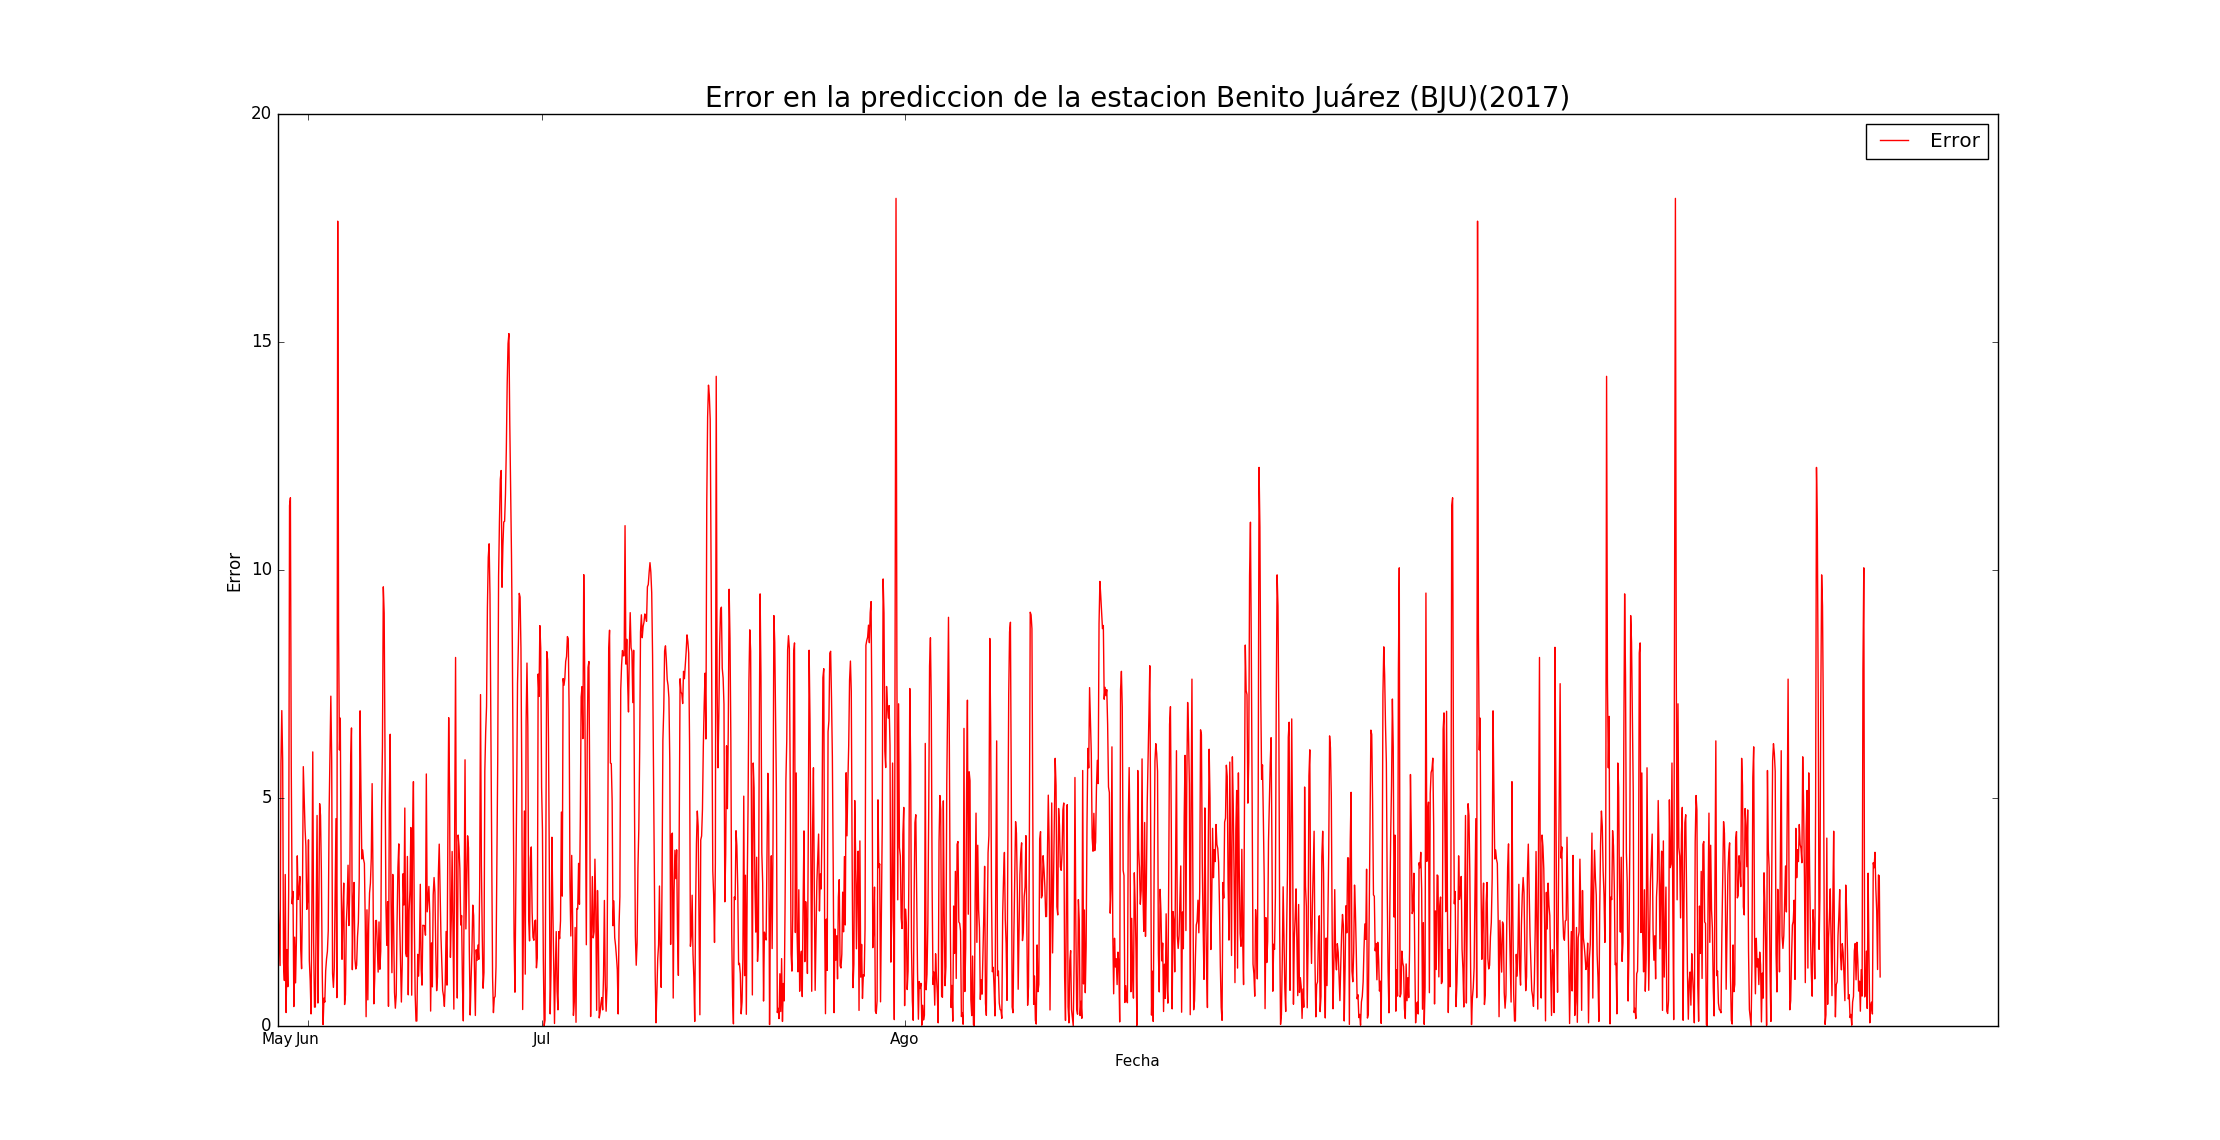 Error en la prediccion de la estacion Benito Juárez (BJU)(2017)
Error
20
15
10
5
0
Error
May Jun Jul Ago
Fecha